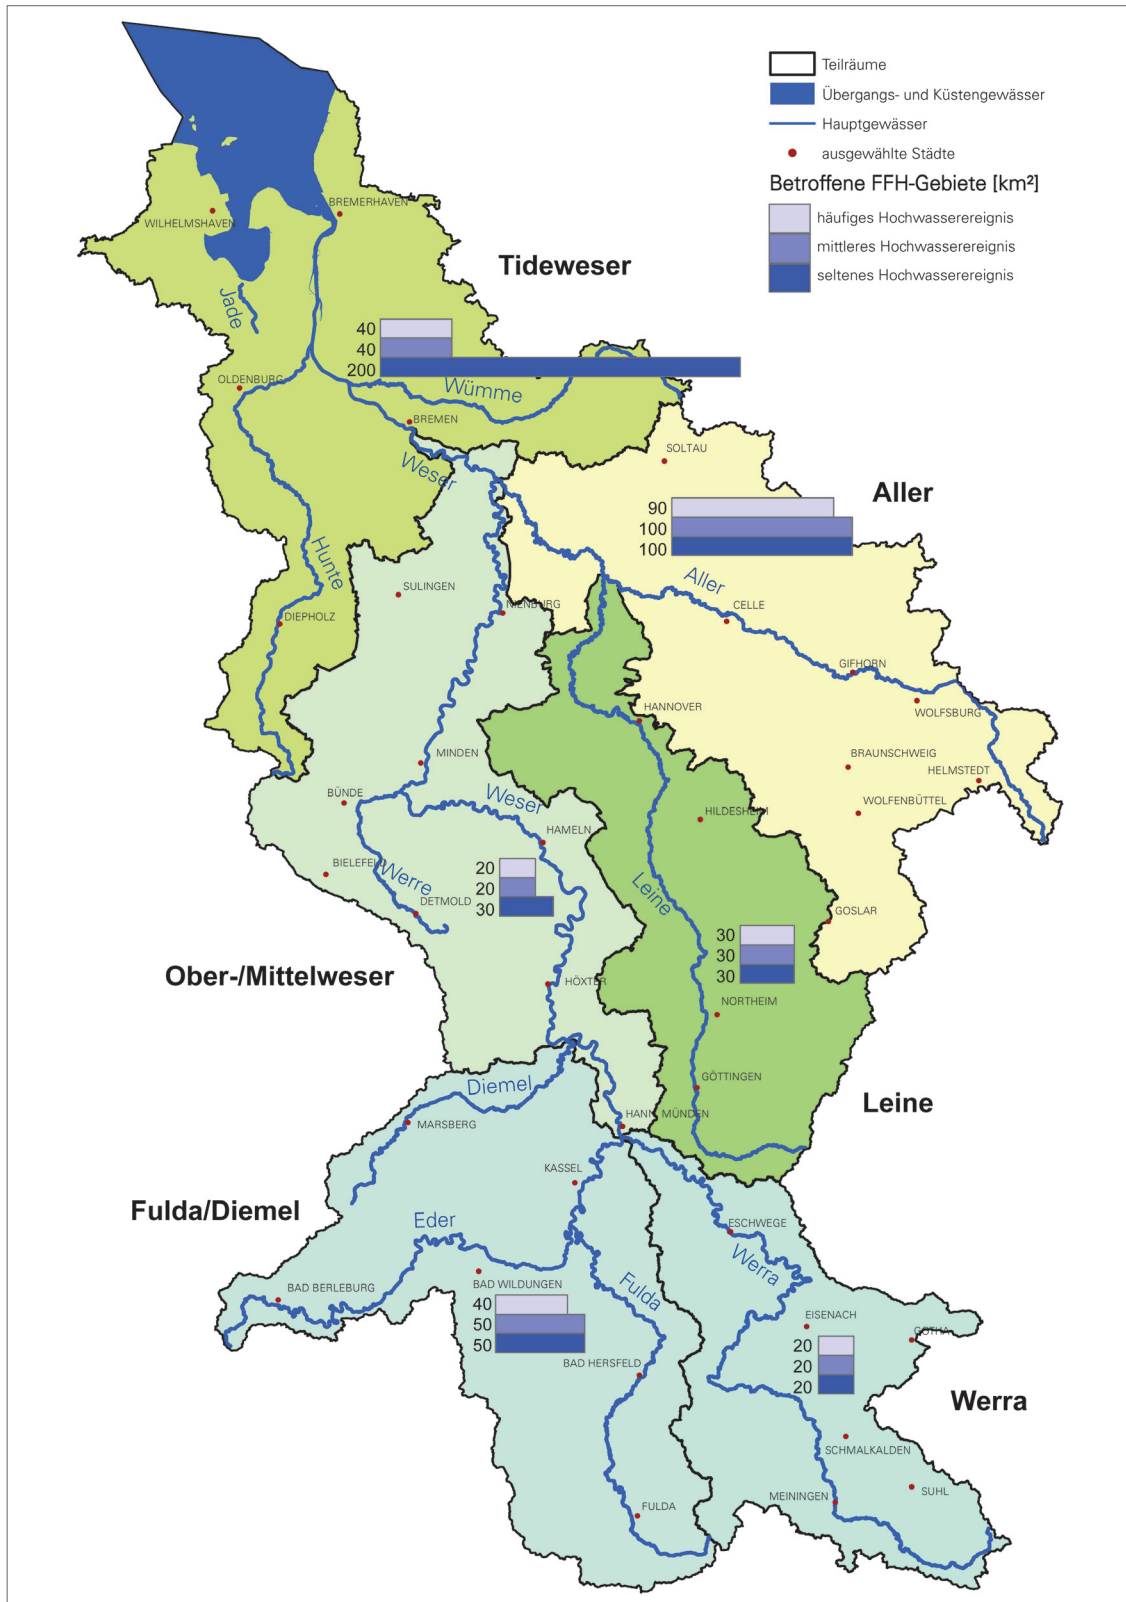 Teilräume
Übergangs- und Küstengewässer
Hauptgewässer
ausgewählte Städte
Betroffene FFH-Gebiete [km²]
häufiges Hochwasserereignis
mittleres Hochwasserereignis
seltenes Hochwasserereignis
BREMERHAVEN
WILHELMSHAVEN
Tideweser
Jade
40
40
200
OLDENBURG
Wümme
BREMEN
Weser
SOLTAU
Aller
90
100
100
Hunte
Aller
SULINGEN
NIENBURG
CELLE
DIEPHOLZ
GIFHORN
HANNOVER
WOLFSBURG
MINDEN
BRAUNSCHWEIG
HELMSTEDT
BÜNDE
Weser
WOLFENBÜTTEL
HILDESHEIM
HAMELN
BIELEFELD
Werre
20
20
30
Leine
DETMOLD
GOSLAR
30
30
30
Ober-/Mittelweser
HÖXTER
NORTHEIM
Diemel
GÖTTINGEN
Leine
MARSBERG
HANN. MÜNDEN
KASSEL
Fulda/Diemel
Eder
ESCHWEGE
Werra
Fulda
BAD BERLEBURG
BAD WILDUNGEN
40
50
50
EISENACH
GOTHA
20
20
20
BAD HERSFELD
Werra
SCHMALKALDEN
SUHL
MEININGEN
FULDA